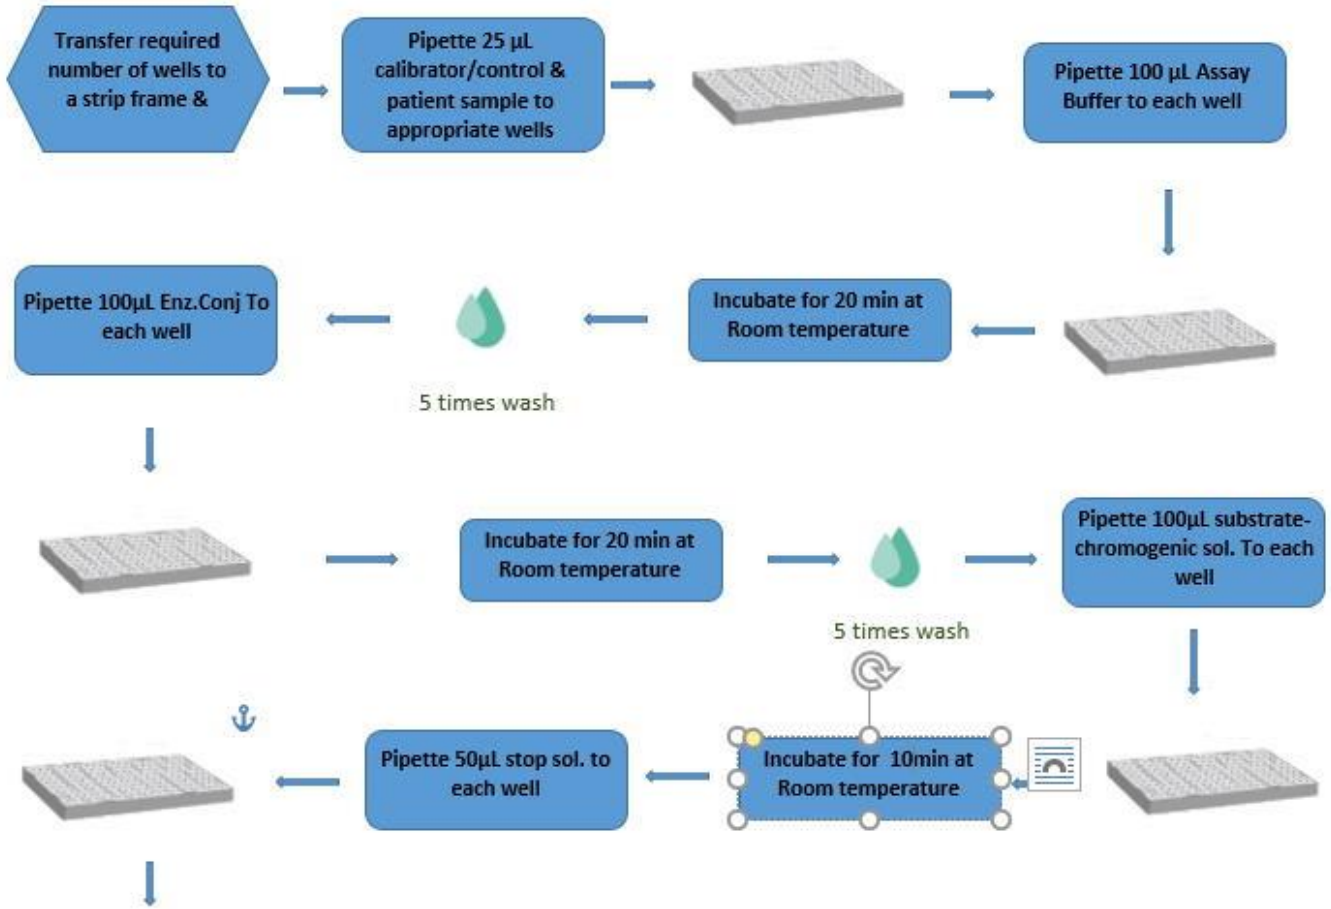 Transfer required
number of wells to
a strip frame &
Pipette 25 µL
calibrator/control &
patient sample to
appropriate wells
Pipette 100 µL Assay
Buffer to each well
Incubate for 20 min at
Room temperature
5 times wash
Pipette 100µL Enz.Conj To
each well
Incubate for 20 min at
Room temperature
5 times wash
Pipette 100µL substrate-
chromogenic sol. To each
well
Incubate for 10min at
Room temperature
Pipette 50µL stop sol. to
each well